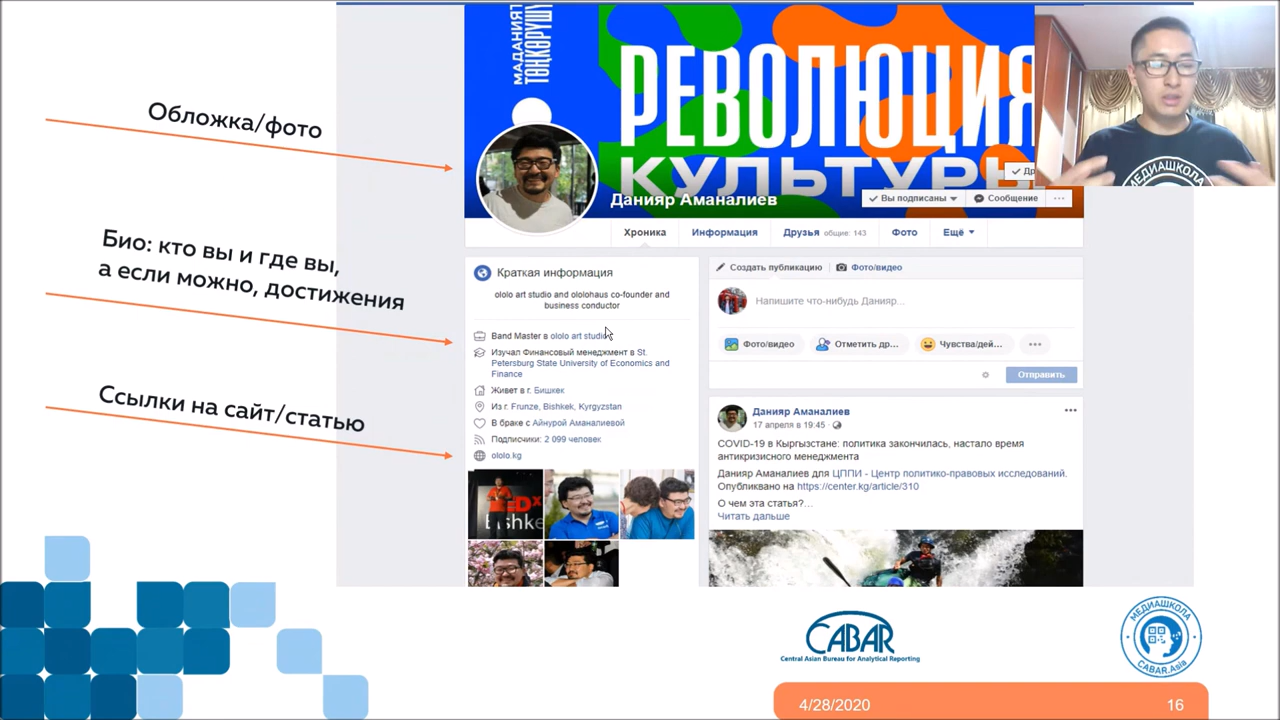 Обложка/фото
Био: кто вы и где вы,
а если можно, достижения
Ссылки на сайт/статью
МАДАНИЯТ
ТӨҢКӨРҮШҮ
РЕВОЛЮЦИЯ
КУЛЬТУРЫ
Данияр Аманалиев
Др
Вы подписаны
Сообщение
Хроника
Информация
Друзья общие: 143
Фото
Ещё
Краткая информация
ololo art studio and ololohaus co-founder and
business conductor
Band Master в ololo art studio
Изучал Финансовый менеджмент в St.
Petersburg State University of Economics and
Finance
Живет в г. Бишкек
Из г. Frunze, Bishkek, Kyrgyzstan
В браке с Айнурой Аманалиевой
Подписчики: 2 099 человек
ololo.kg
TEDx
Bishke
Создать публикацию
Фото/видео
Напишите что-нибудь Данияр...
Фото/видео
Отметить др...
Чувства/дей...
Отправить
Данияр Аманалиев
17 апреля в 19:45
COVID-19 в Кыргызстане: политика закончилась, настало время
антикризисного менеджмента
Данияр Аманалиев для ЦППИ - Центр политико-правовых исследований.
Опубликвано на https://center.kg/article/310
О чем эта статья?...
Читать дальше
МЕДИАШКОЛА
CABAR
Central Asian Bureau for Analytical Reporting
МЕДИАШКОЛА
CABAR.Asia
4/28/2020
16